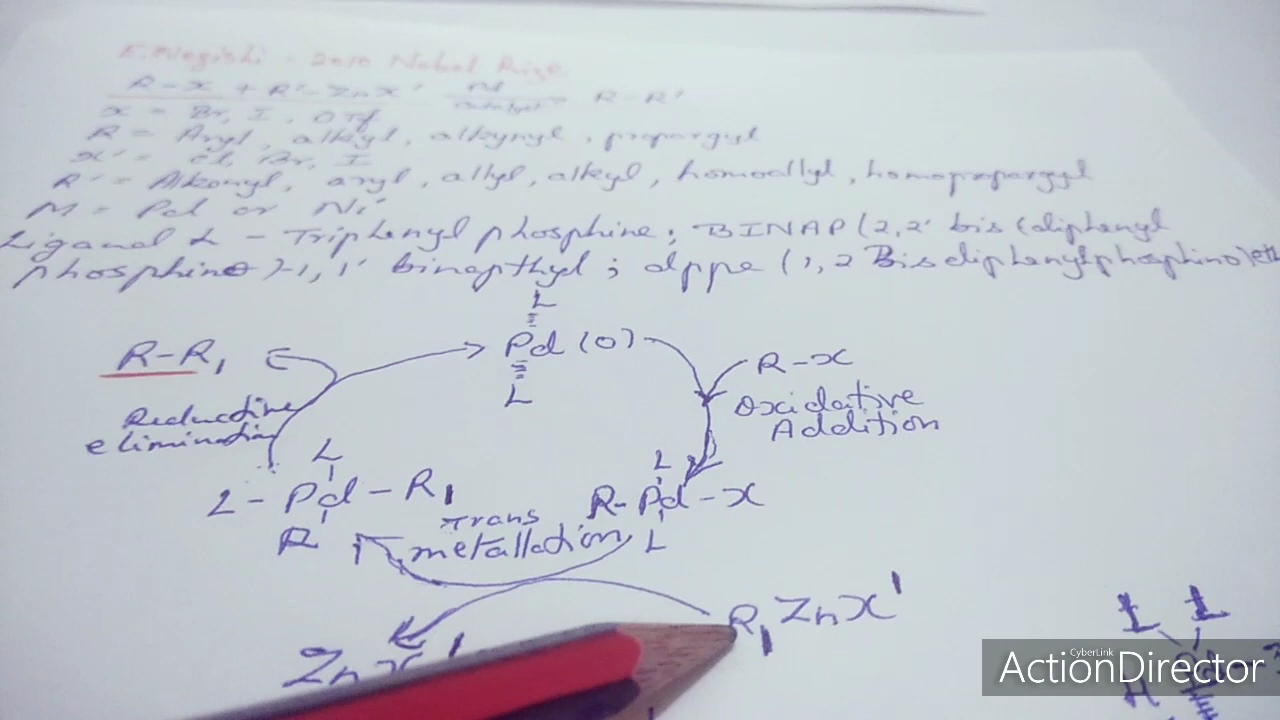 E. Negishi - 2010 Nobel Prize
R-X + R'-ZnX' Pd catalyst R-R'
X = Br, I, OTf
R = Aryl, alkyl, alkynyl, propargyl
X' = Cl, Br, I
R' = Alkenyl, aryl, allyl, alkyl, homoallyl, homopropargyl
M = Pd or Ni
Ligand L - Triphenyl phosphine; BINAP (2,2' bis (diphenyl
phosphino)-1,1' binapthyl; dppe (1,2 Bisdiphenylphosphino)eth
L
Pd (0)
L
R-R1
R-X
Oxidative
Addition
Reductive
elimination
L
L - Pd - R1
R
L
R-Pd-X
L
Trans
metallation
R1ZnX'
ZnX'
L L
CyberLink
ActionDirector